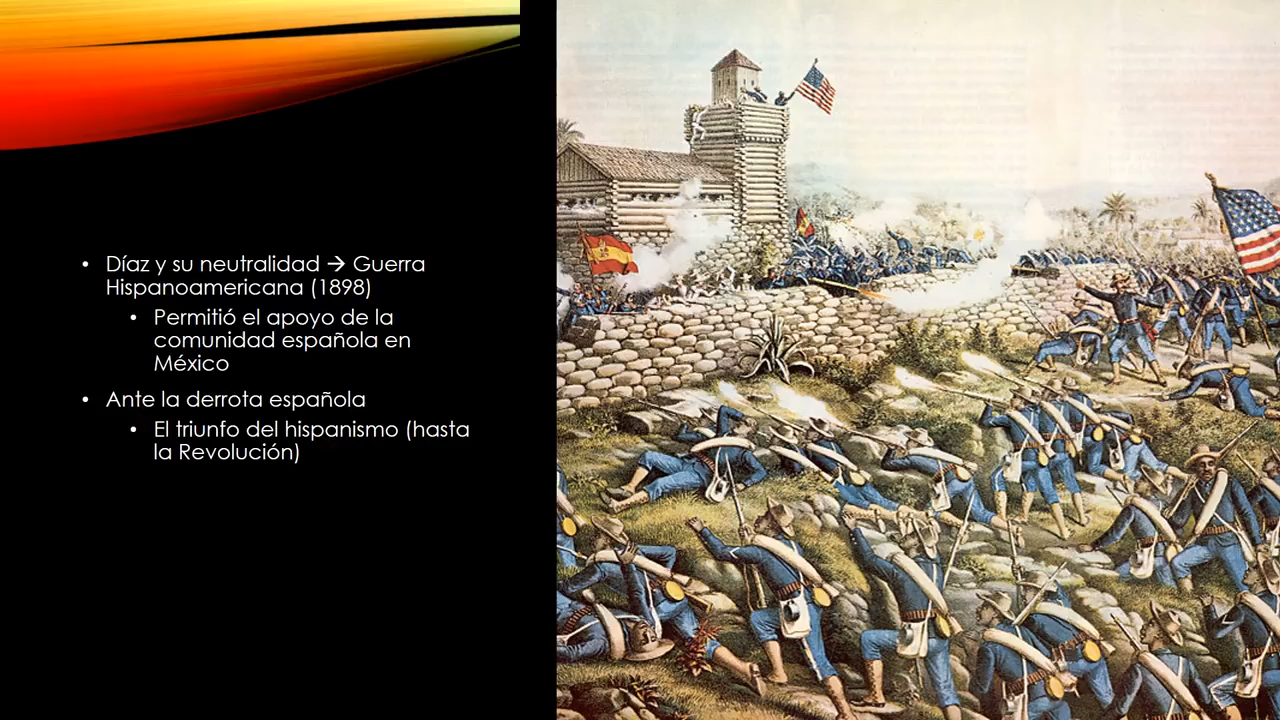 • Díaz y su neutralidad → Guerra
Hispanoamericana (1898)
• Permitió el apoyo de la
comunidad española en
México
• Ante la derrota española
• El triunfo del hispanismo (hasta
la Revolución)